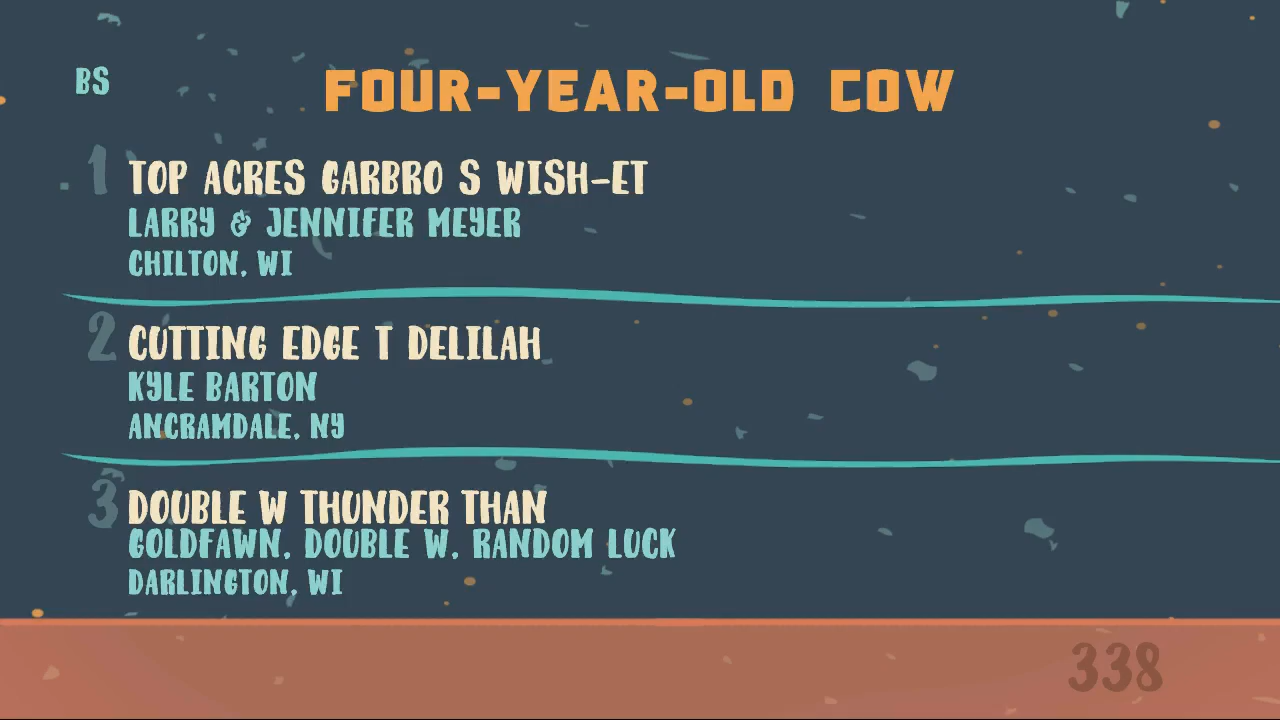 BS
FOUR-YEAR-OLD COW
1 TOP ACRES GARBRO S WISH-ET
LARRY & JENNIFER MEYER
CHILTON, WI
2 CUTTING EDGE T DELILAH
KYLE BARTON
ANCRAMDALE, NY
3 DOUBLE W THUNDER THAN
GOLDFAWN, DOUBLE W, RANDOM LUCK
DARLINGTON, WI
338